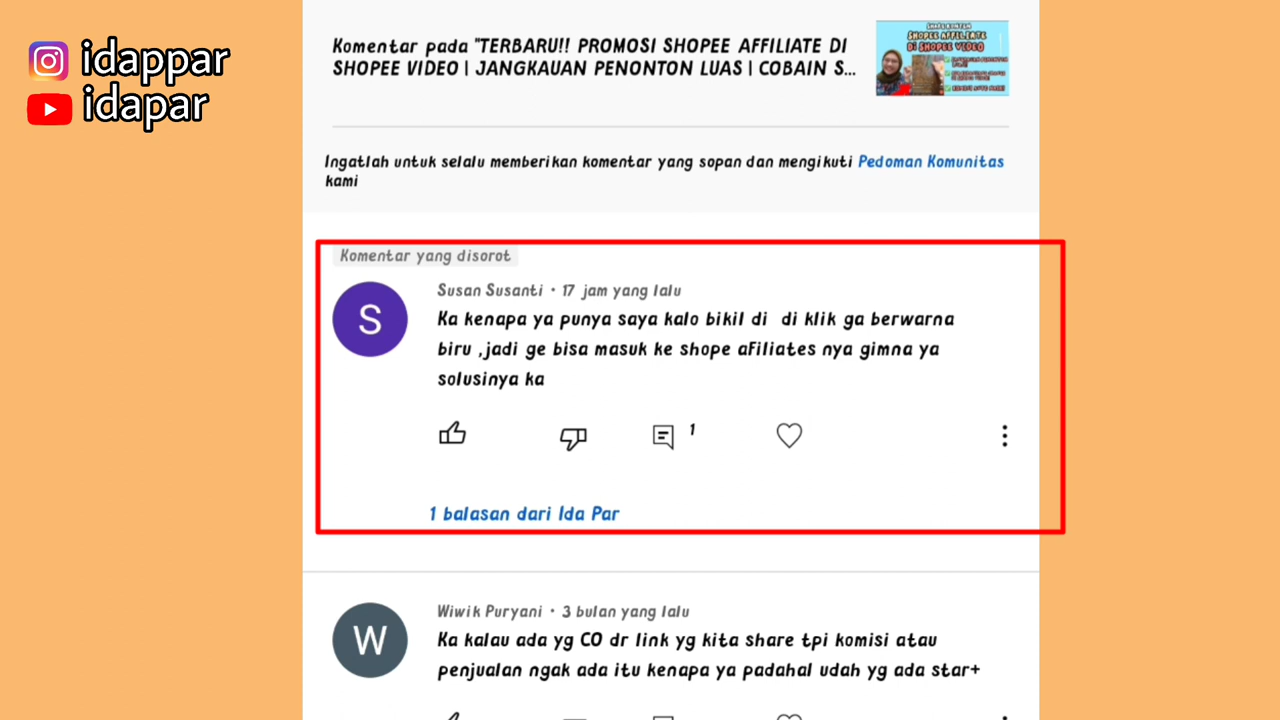 idappar
idapar
Komentar pada "TERBARU!! PROMOSI SHOPEE AFFILIATE DI
SHOPEE VIDEO | JANGKAUAN PENONTON LUAS | COBAIN S...
SHOPEE AFFILIATE
DI SHOPEE VIDEO
Ingatlah untuk selalu memberikan komentar yang sopan dan mengikuti Pedoman Komunitas
kami
Komentar yang disorot
S
Susan Susanti • 17 jam yang lalu
Ka kenapa ya punya saya kalo bikil di di klik ga berwarna
biru ,jadi ge bisa masuk ke shope afiliates nya gimna ya
solusinya ka
1
1 balasan dari Ida Par
W
Wiwik Puryani • 3 bulan yang lalu
Ka kalau ada yg CO dr link yg kita share tpi komisi atau
penjualan ngak ada itu kenapa ya padahal udah yg ada star+